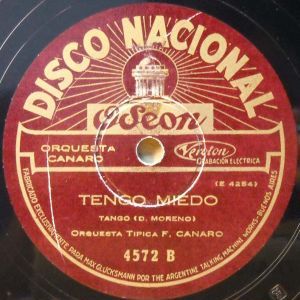 DISCO NACIONAL
Odeon
ORQUESTA
CANARO
Veroton
GRABACIÓN ELECTRICA
(E 4254)
TENGO MIEDO
TANGO (D. MORENO)
ORQUESTA TIPICA F. CANARO
4572 B
FABRICADO EXCLUSIVAMENTE PARA MAX GLÜCKSMANN POR THE ARGENTINE TALKING MACHINE WORKS-BUENOS AIRES